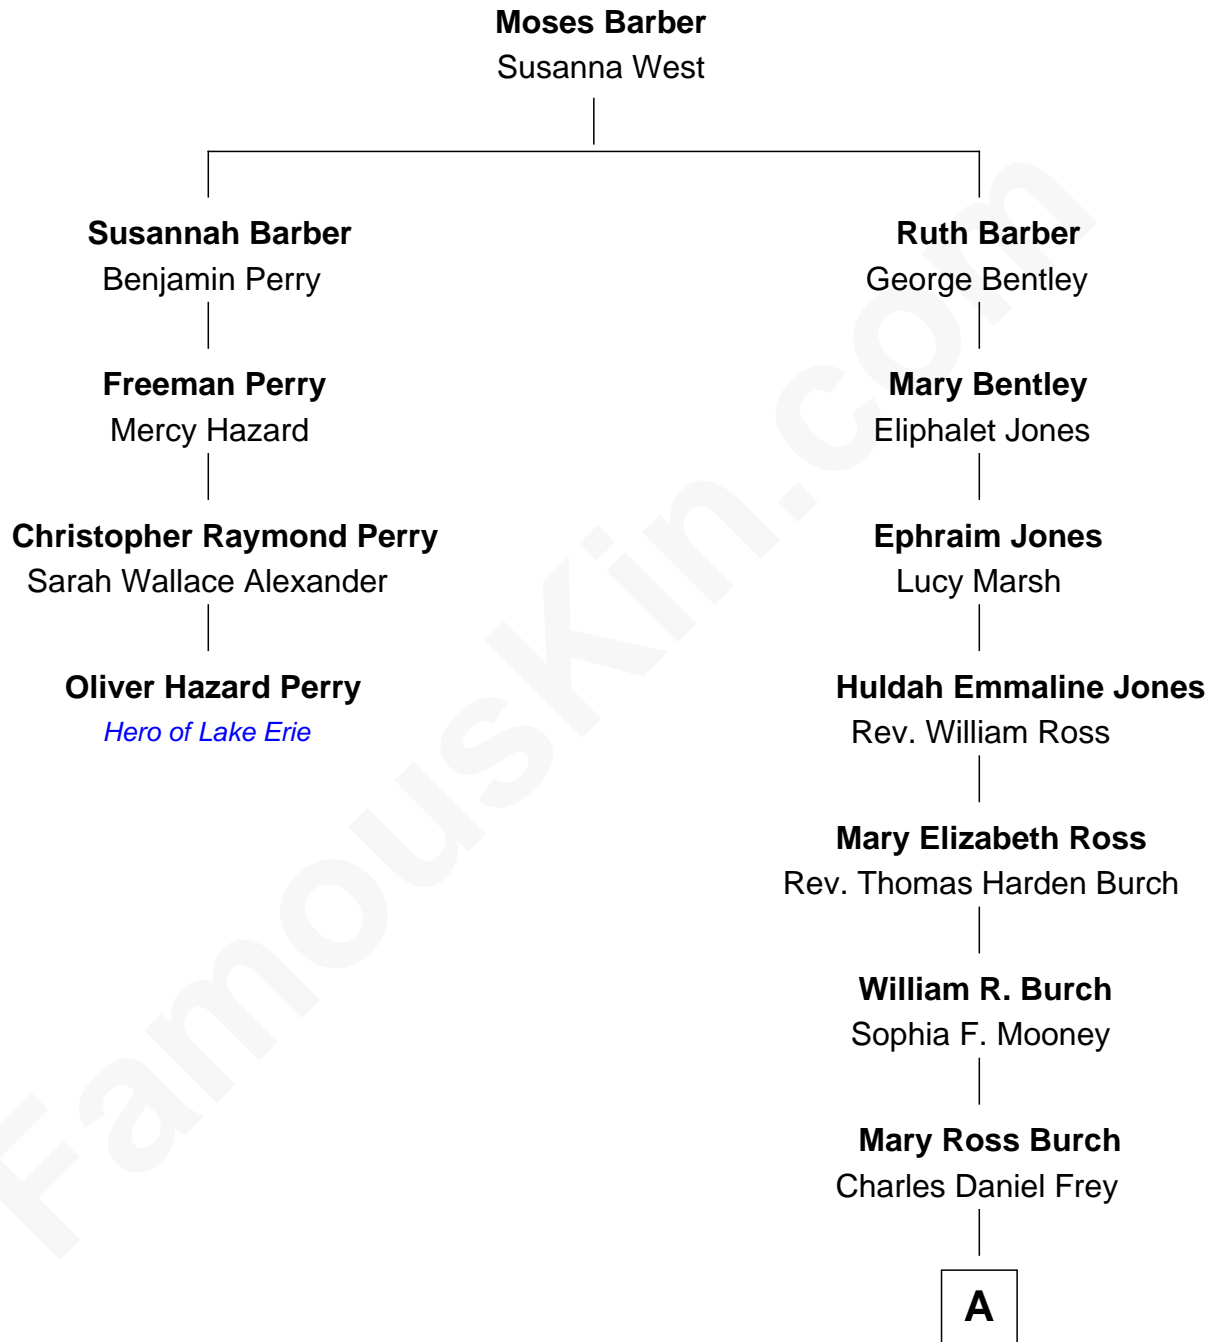 Moses Barber
Susanna West
Susannah Barber
Benjamin Perry
Freeman Perry
Mercy Hazard
Christopher Raymond Perry
Sarah Wallace Alexander
Oliver Hazard Perry
Hero of Lake Erie
Ruth Barber
George Bentley
Mary Bentley
Eliphalet Jones
Ephraim Jones
Lucy Marsh
Huldah Emmaline Jones
Rev. William Ross
Mary Elizabeth Ross
Rev. Thomas Harden Burch
William R. Burch
Sophia F. Mooney
Mary Ross Burch
Charles Daniel Frey
A
FamousKin.com